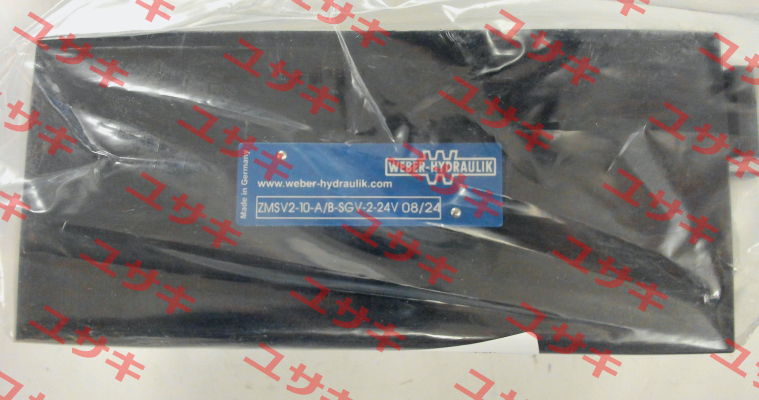 WEBER-HYDRAULIK
www.weber-hydraulik.com
ZMSV2-10-A/B-SGV-2-24V 08/24
Made in Germany
ユサキ